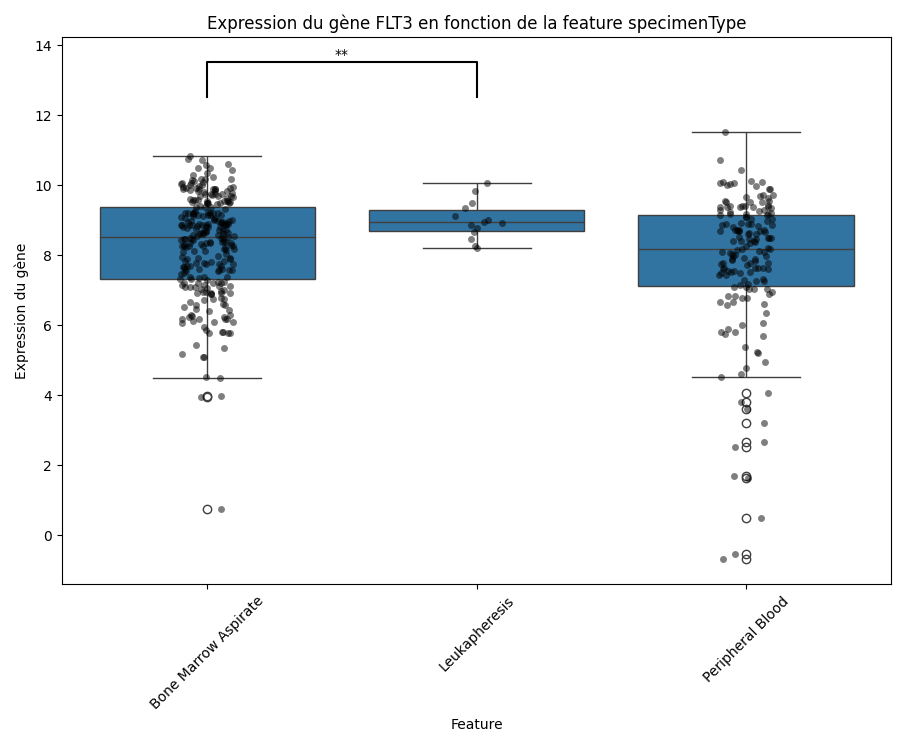 Expression du gène FLT3 en fonction de la feature specimenType
**
14
12
10
8
6
4
2
0
Expression du gène
Bone Marrow Aspirate
Leukapheresis
Peripheral Blood
Feature